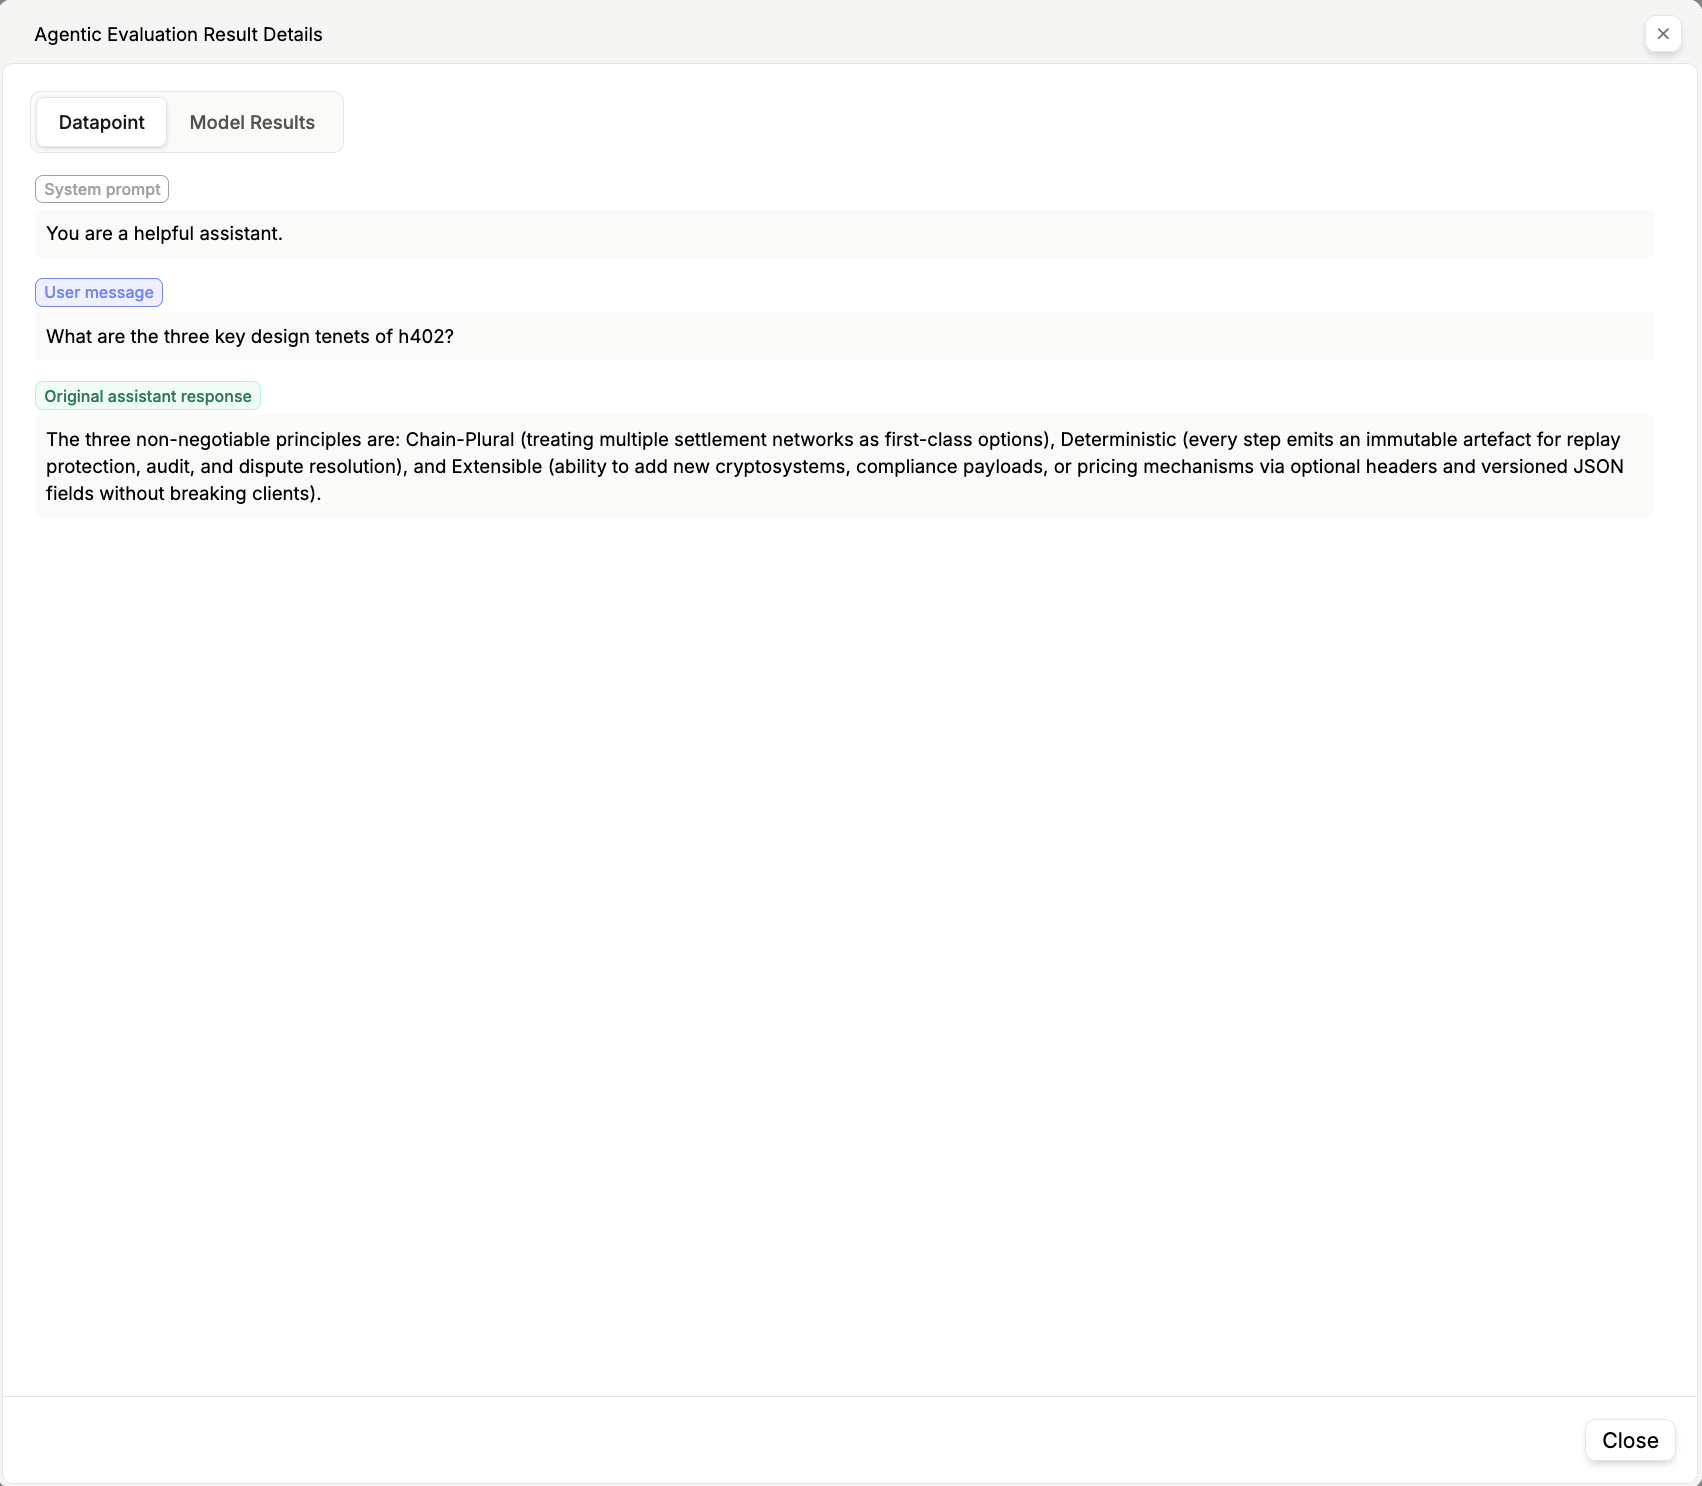 Agentic Evaluation Result Details
Datapoint
Model Results
System prompt
You are a helpful assistant.
User message
What are the three key design tenets of h402?
Original assistant response
The three non-negotiable principles are: Chain-Plural (treating multiple settlement networks as first-class options), Deterministic (every step emits an immutable artefact for replay
protection, audit, and dispute resolution), and Extensible (ability to add new cryptosystems, compliance payloads, or pricing mechanisms via optional headers and versioned JSON
fields without breaking clients).
Close